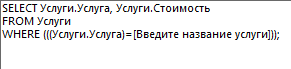 SELECT Услуги.Услуга, Услуги.Стоимость
FROM Услуги
WHERE (((Услуги.Услуга)=[Введите название услуги]));